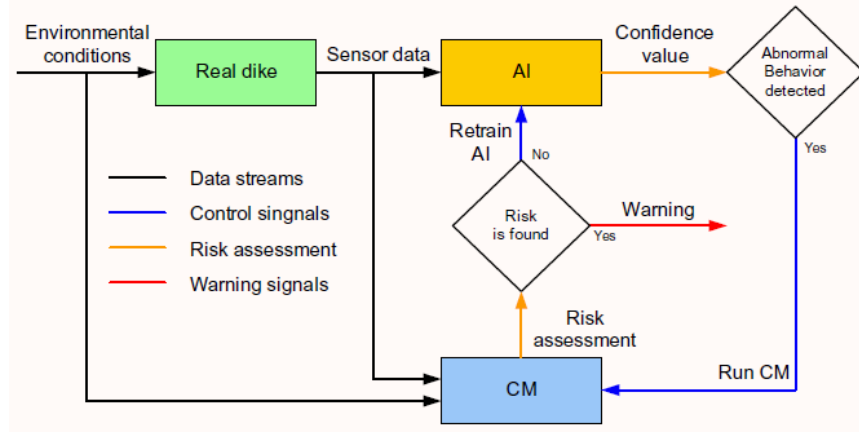 Environmental
conditions
Real dike
Sensor data
AI
Confidence
value
Abnormal
Behavior
detected
Yes
Retrain
AI
No
Risk
is found
Yes
Warning
Data streams
Control singnals
Risk assessment
Warning signals
Risk
assessment
CM
Run CM